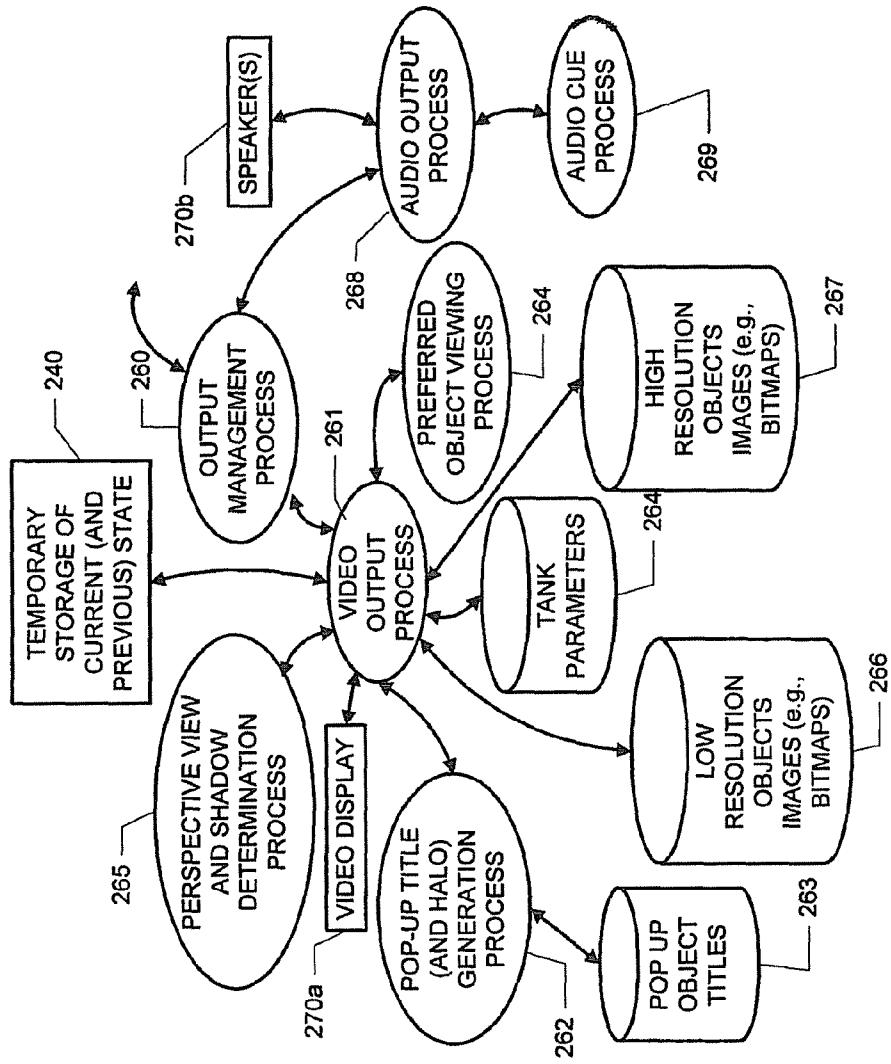 TEMPORARY
STORAGE OF
CURRENT (AND
PREVIOUS) STATE
240
260
OUTPUT
MANAGEMENT
PROCESS
270b
SPEAKER(S)
268
AUDIO OUTPUT
PROCESS
AUDIO CUE
PROCESS
269
265
PERSPECTIVE VIEW
AND SHADOW
DETERMINATION
PROCESS
261
VIDEO
OUTPUT
PROCESS
PREFERRED
OBJECT VIEWING
PROCESS
264
270a
VIDEO DISPLAY
POP-UP TITLE
(AND HALO)
GENERATION
PROCESS
262
TANK
PARAMETERS
264
HIGH
RESOLUTION
OBJECTS
IMAGES (e.g.,
BITMAPS)
267
POP UP
OBJECT
TITLES
263
LOW
RESOLUTION
OBJECTS
IMAGES (e.g.,
BITMAPS)
266